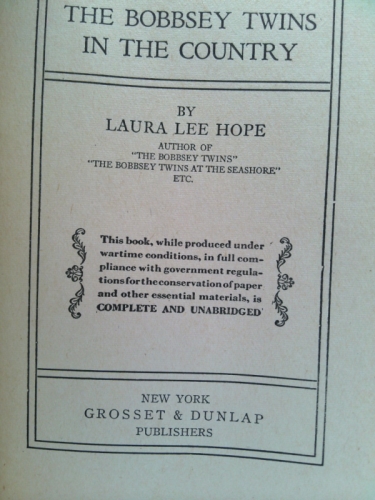 THE BOBBSEY TWINS
IN THE COUNTRY
BY
LAURA LEE HOPE
AUTHOR OF
"THE BOBBSEY TWINS"
"THE BOBBSEY TWINS AT THE SEASHORE"
ETC.
This book, while produced under
wartime conditions, in full com-
pliance with government regula-
tions for the conservation of paper
and other essential materials, is
COMPLETE AND UNABRIDGED
NEW YORK
GROSSET & DUNLAP
PUBLISHERS